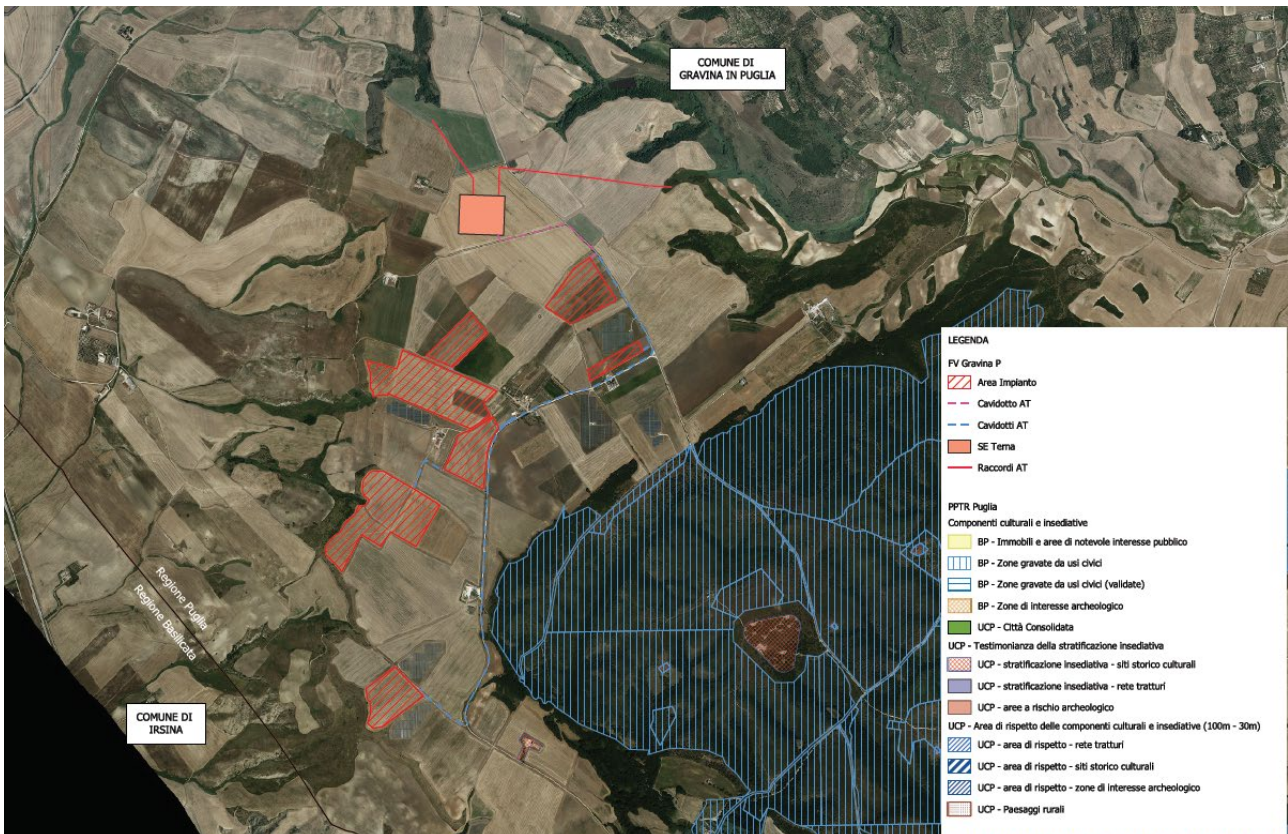 COMUNE DI
GRAVINA IN PUGLIA
Regione Puglia
Regione Basilicata
COMUNE DI
IRSINA
LEGENDA
FV Gravina P
Area Impianto
Cavidotto AT
Cavidotti AT
SE Terna
Raccordi AT
PPTR Puglia
Componenti culturali e insediative
BP - Immobili e aree di notevole interesse pubblico
BP - Zone gravate da usi civici
BP - Zone gravate da usi civici (validate)
BP - Zone di interesse archeologico
UCP - Città Consolidata
UCP - Testimonianza della stratificazione insediativa
UCP - stratificazione insediativa - siti storico culturali
UCP - stratificazione insediativa - rete tratturi
UCP - aree a rischio archeologico
UCP - Area di rispetto delle componenti culturali e insediative (100m - 30m)
UCP - area di rispetto - rete tratturi
UCP - area di rispetto - siti storico culturali
UCP - area di rispetto - zone di interesse archeologico
UCP - Paesaggi rurali